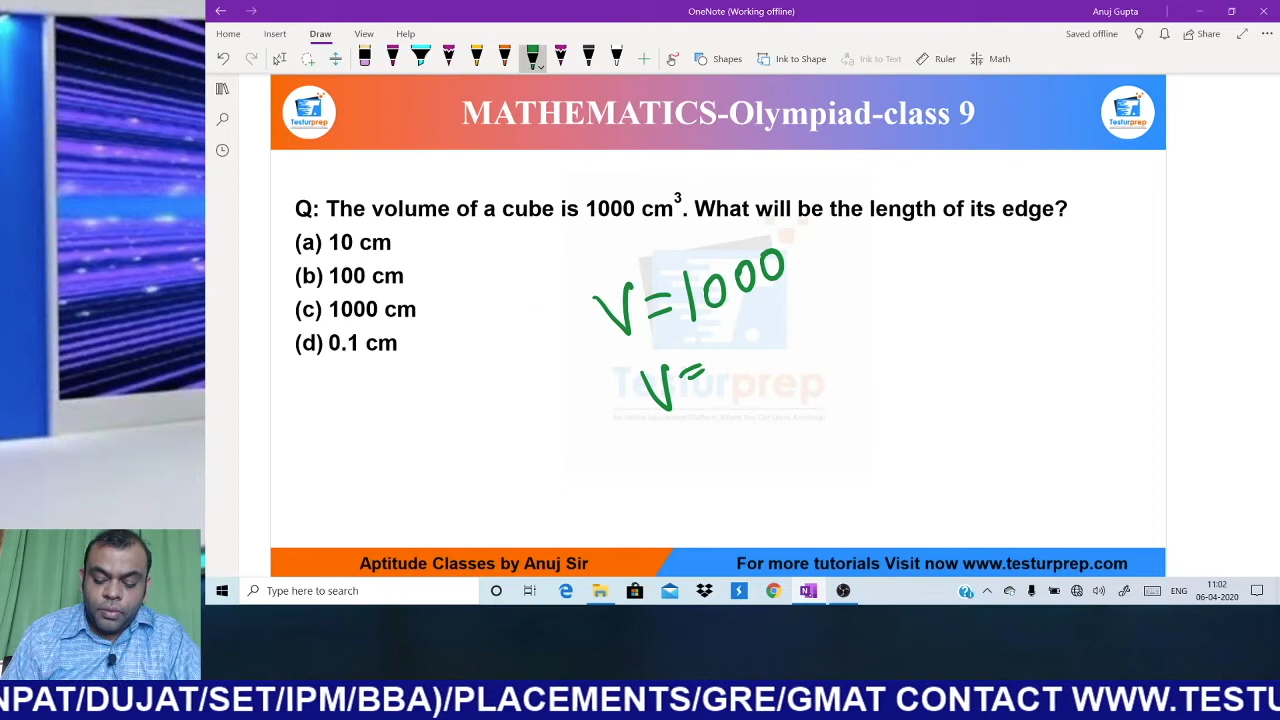 OneNote (Working offline)
Anuj Gupta
Home Insert Draw View Help
Saved offline
Share
Shapes
Ink to Shape
Ink to Text
Ruler
Math
Testurprep
MATHEMATICS-Olympiad-class 9
Testurprep
Q: The volume of a cube is 1000 cm³. What will be the length of its edge?
(a) 10 cm
(b) 100 cm
(c) 1000 cm
(d) 0.1 cm
V=1000
V=
Testurprep
Aptitude Classes by Anuj Sir
For more tutorials Visit now www.testurprep.com
Type here to search
ENG
11:02
06-04-2020
NPAT/DUJAT/SET/IPM/BBA)/PLACEMENTS/GRE/GMAT CONTACT WWW.TESTU